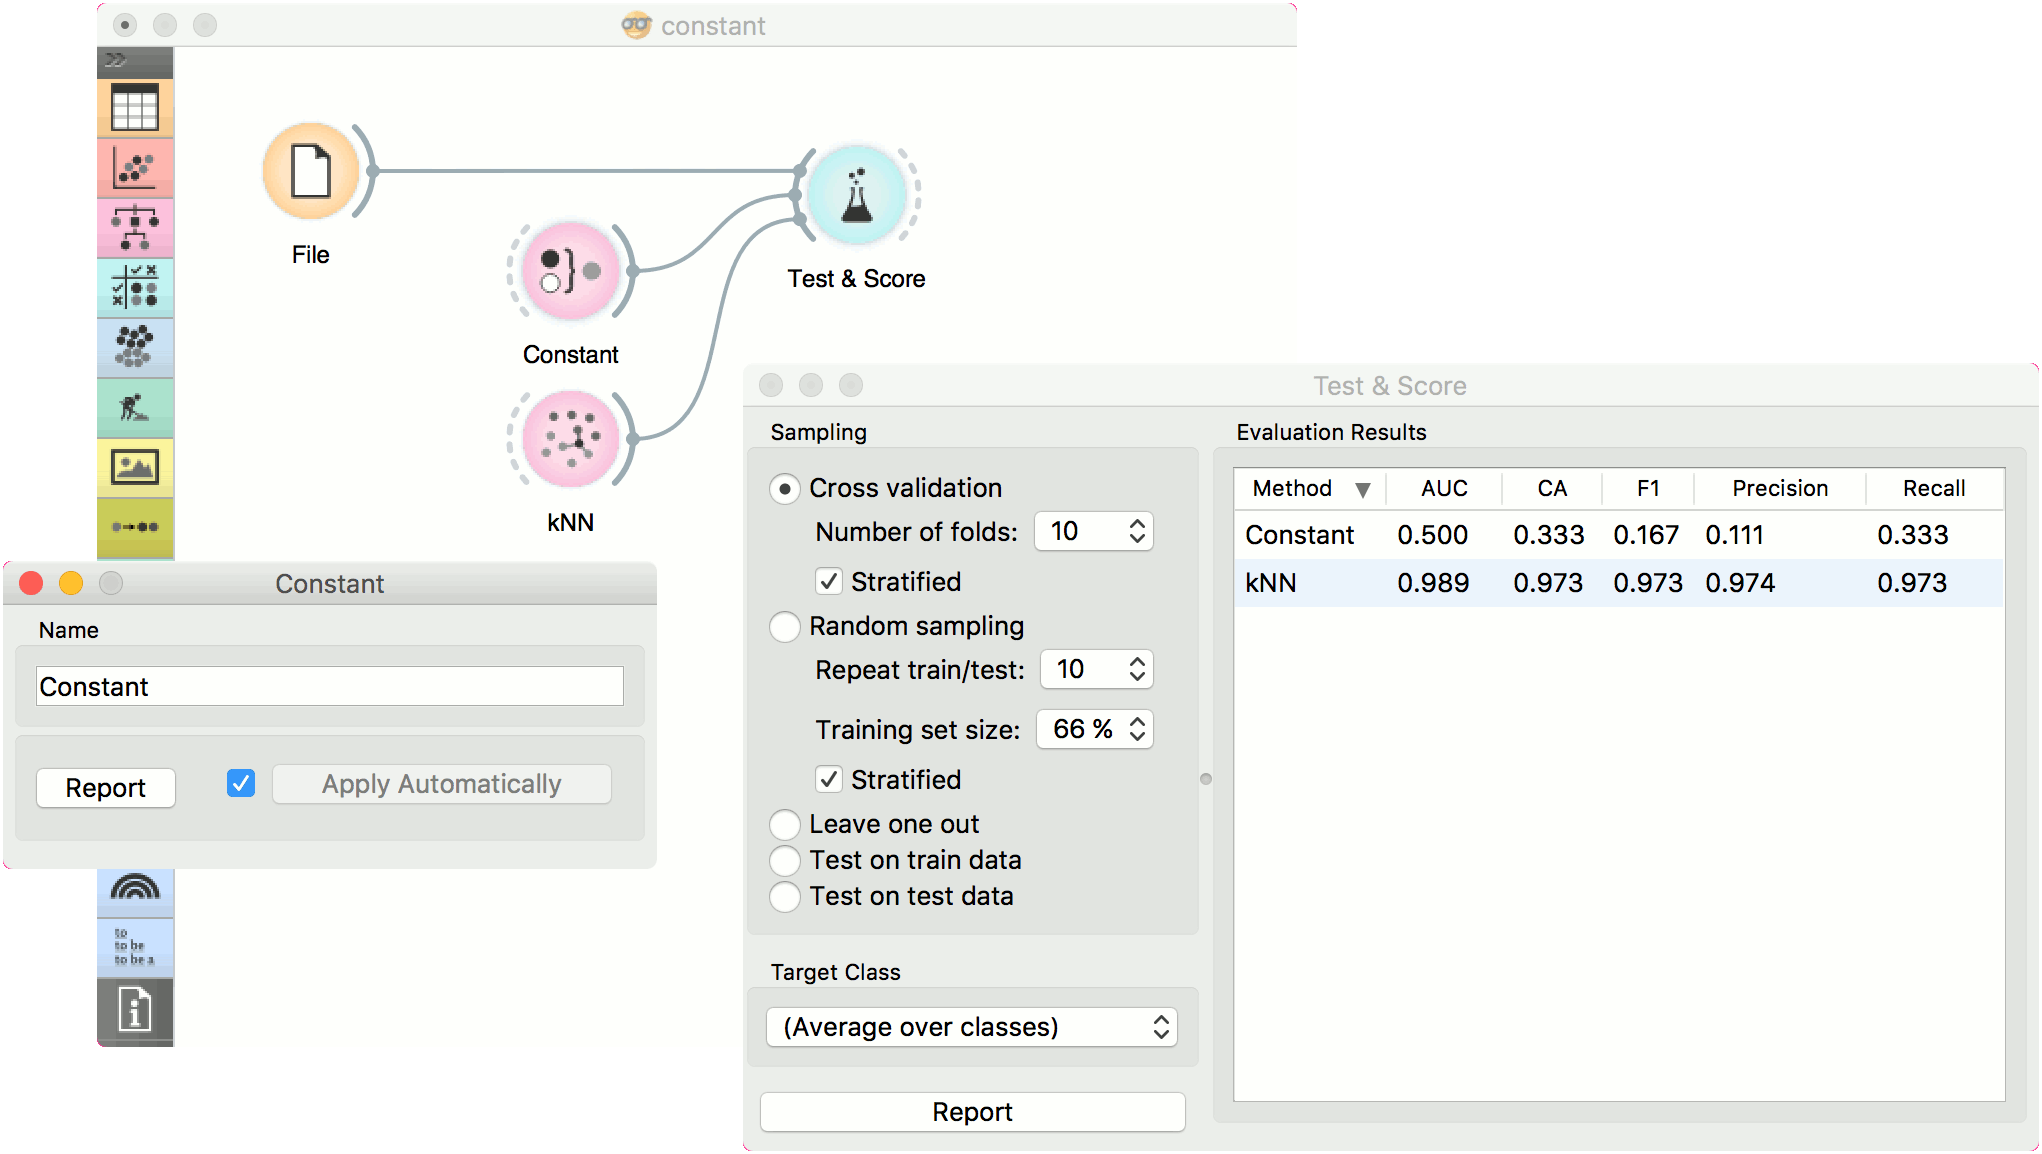 constant
File
Constant
kNN
Test & Score
to
to be
to be a
Constant
Name
Constant
Report
Apply Automatically
Test & Score
Sampling
Cross validation
Number of folds: 10
Stratified
Random sampling
Repeat train/test: 10
Training set size: 66 %
Stratified
Leave one out
Test on train data
Test on test data
Target Class
(Average over classes)
Report
Evaluation Results
Method AUC CA F1 Precision Recall
Constant 0.500 0.333 0.167 0.111 0.333
kNN 0.989 0.973 0.973 0.974 0.973